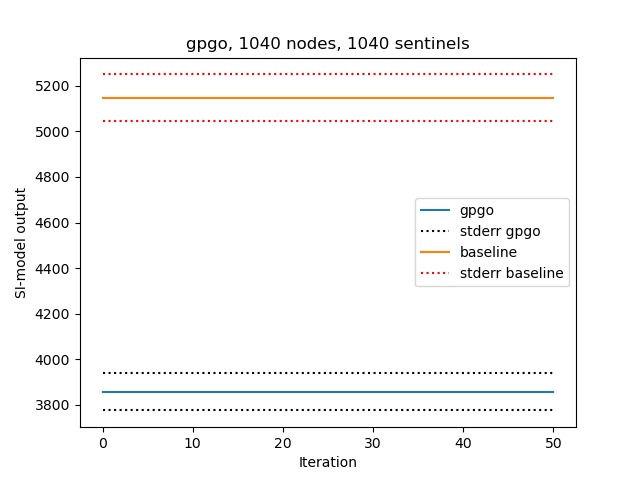 gpgo, 1040 nodes, 1040 sentinels
SI-model output
5200
5000
4800
4600
4400
4200
4000
3800
gpgo
stderr gpgo
baseline
stderr baseline
0 10 20 30 40 50
Iteration